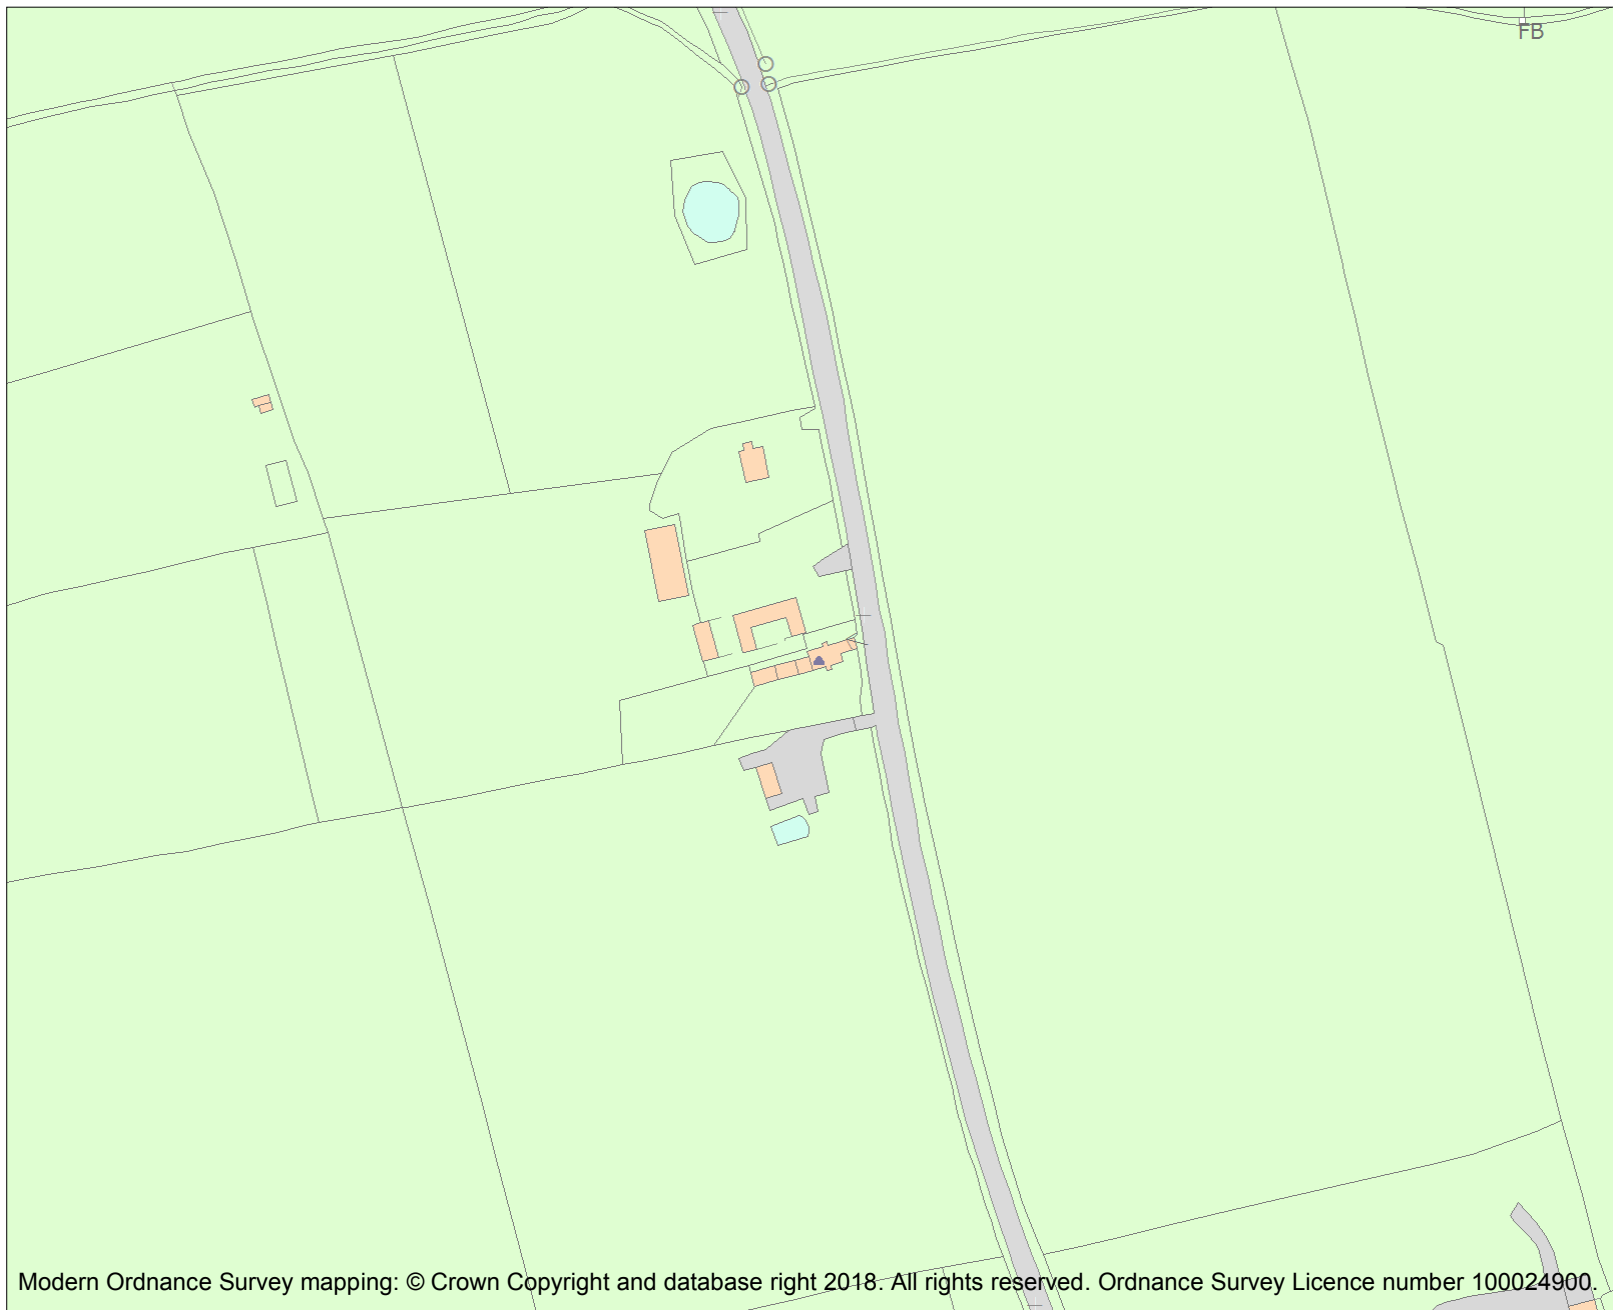 FB
Modern Ordnance Survey mapping: © Crown Copyright and database right 2018. All rights reserved. Ordnance Survey Licence number 100024900.